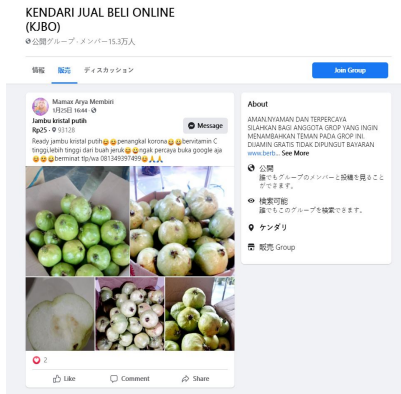 KENDARI JUAL BELI ONLINE
(KJBO)
公開グループ · メンバー15.3万人
情報 販売 ディスカッション
Join Group
Mamax Arya Membiri
1月25日 16:44
Jambu kristal putih
Rp25 · 93128
Message
Ready jambu kristal putih😀😀penangkal korona😀😀bervitamin C
tinggi,lebih tinggi dari buah jeruk😀😀ngak percaya buka google aja
😀😀😀berminat tlp/wa 081349397499😀🙏🙏
2
Like Comment Share
About
AMAN.NYAMAN DAN TERPERCAYA
SILAHKAN BAGI ANGGOTA GROP YANG INGIN
MENAMBAHKAN TEMAN PADA GROP INI.
DIJAMIN GRATIS TIDAK DIPUNGUT BAYARAN
www.berb... See More
公開
誰でもグループのメンバーと投稿を見ること
ができます。
検索可能
誰でもこのグループを検索できます。
ケンダリ
販売 Group